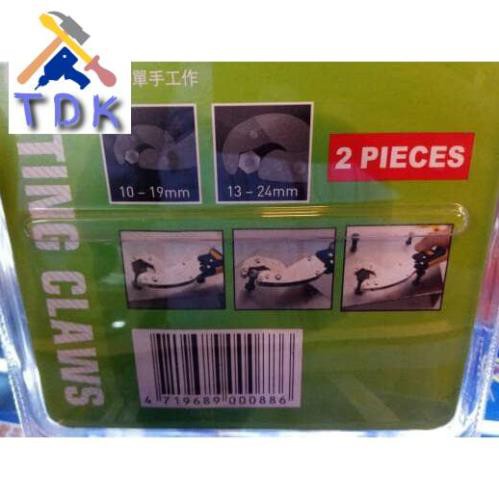 TDK
單手工作
10 – 19mm
13 – 24mm
2 PIECES
TING CLAWS
4 719689 000886